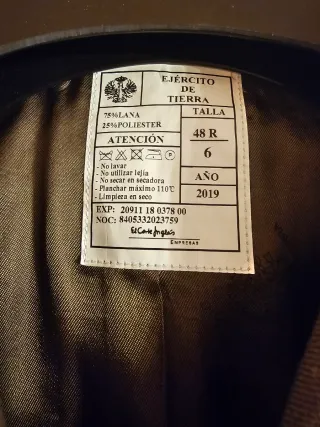 EJÉRCITO
DE
TIERRA
75%LANA
25%POLIESTER
TALLA
48 R
6
ATENCIÓN
- No lavar
- No utilizar lejía
- No secar en secadora
- Planchar máximo 110°C
- Limpieza en seco
AÑO
2019
EXP: 20911 18 0378 00
NOC: 8405332023759
El Corte Inglés
EMPRESAS